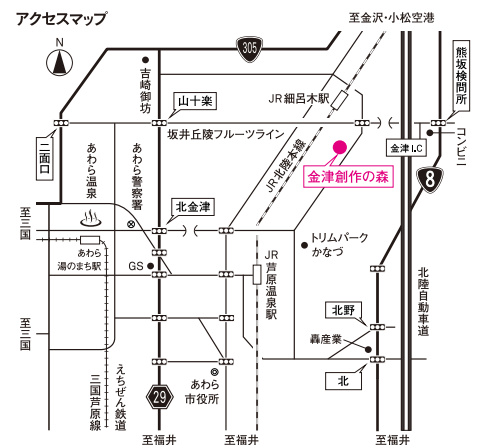 アクセスマップ
至金沢・小松空港
N
305
吉崎御坊
熊坂検問所
山十楽
JR細呂木駅
坂井丘陵フルーツライン
二面口
あわら温泉
あわら警察署
JR北陸本線
金津I.C
コンビニ
金津創作の森
8
至三国
北金津
トリムパーク
かなづ
あわら
湯のまち駅
GS
JR芦原温泉駅
北陸自動車道
至三国
北野
轟産業
北
あわら
市役所
29
えちぜん鉄道
三国芦原線
至福井
至福井
至福井